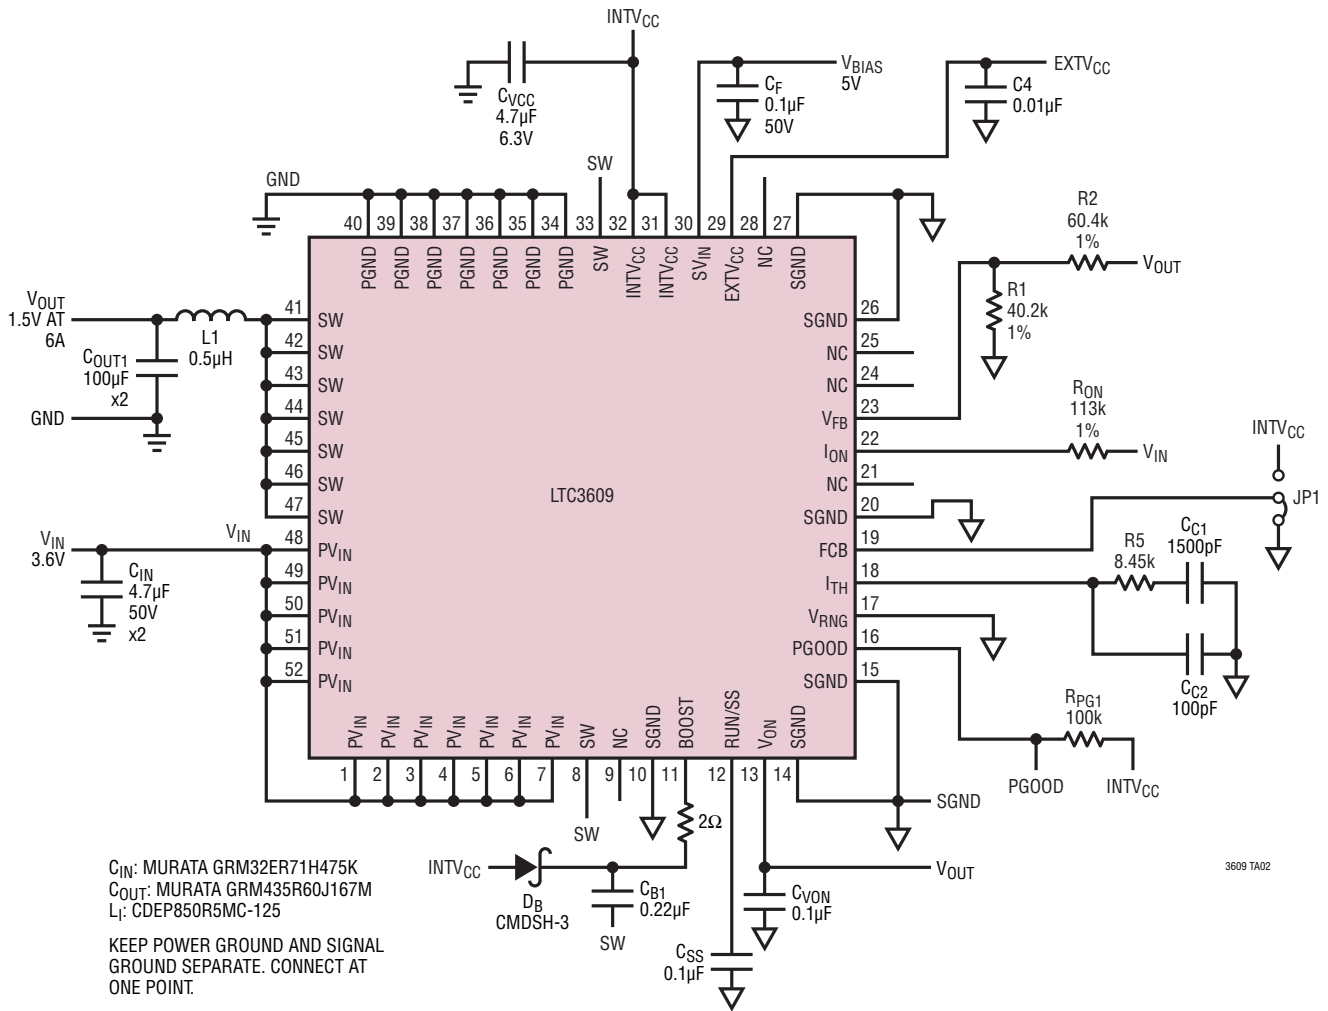 INTVCC
CVCC
4.7µF
6.3V
CF
0.1µF
50V
VBIAS
5V
EXTVCC
C4
0.01µF
SW
GND
40 39 38 37 36 35 34 33 32 31 30 29 28 27
PGND PGND PGND PGND PGND PGND PGND SW INTVCC INTVCC SVIN EXTVCC NC SGND
R2
60.4k
1%
VOUT
R1
40.2k
1%
VOUT
1.5V AT
6A
L1
0.5µH
COUT1
100µF
x2
GND
41 SW
42 SW
43 SW
44 SW
45 SW
46 SW
47 SW
48 PVIN
49 PVIN
50 PVIN
51 PVIN
52 PVIN
VIN
3.6V
VIN
CIN
4.7µF
50V
x2
LTC3609
SGND 26
NC 25
NC 24
VFB 23
ION 22
NC 21
SGND 20
FCB 19
ITH 18
VRNG 17
PGOOD 16
SGND 15
RON
113k
1%
VIN
INTVCC
JP1
R5
8.45k
CC1
1500pF
CC2
100pF
RPG1
100k
PGOOD
INTVCC
PVIN PVIN PVIN PVIN PVIN PVIN PVIN SW NC SGND BOOST RUN/SS VON SGND
1 2 3 4 5 6 7 8 9 10 11 12 13 14
SGND
SW
2Ω
INTVCC
DB
CMDSH-3
CB1
0.22µF
SW
CVON
0.1µF
VOUT
CSS
0.1µF
3609 TA02
CIN: MURATA GRM32ER71H475K
COUT: MURATA GRM435R60J167M
LI: CDEP850R5MC-125
KEEP POWER GROUND AND SIGNAL
GROUND SEPARATE. CONNECT AT
ONE POINT.